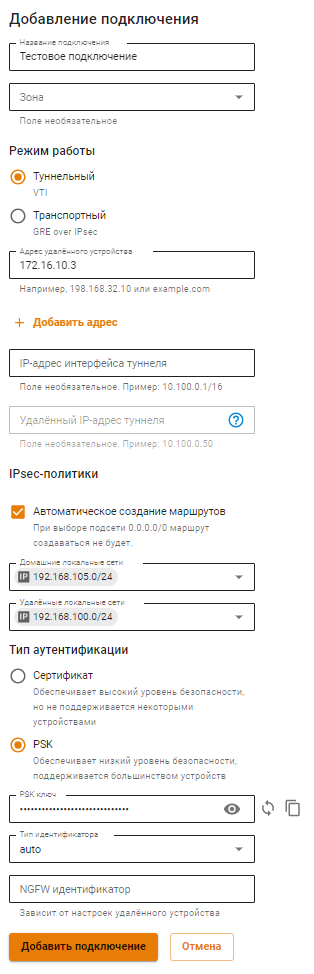 Добавление подключения
Название подключения
Тестовое подключение
Зона
Поле необязательное
Режим работы
Туннельный
VTI
Транспортный
GRE over IPsec
Адрес удалённого устройства
172.16.10.3
Например, 198.168.32.10 или example.com
+ Добавить адрес
IP-адрес интерфейса туннеля
Поле необязательное. Пример: 10.100.0.1/16
Удалённый IP-адрес туннеля
Поле необязательное. Пример: 10.100.0.50
IPsec-политики
Автоматическое создание маршрутов
При выборе подсети 0.0.0.0/0 маршрут
создаваться не будет.
Домашние локальные сети
IP 192.168.105.0/24
Удалённые локальные сети
IP 192.168.100.0/24
Тип аутентификации
Сертификат
Обеспечивает высокий уровень безопасности,
но не поддерживается некоторыми
устройствами
PSK
Обеспечивает низкий уровень безопасности,
поддерживается большинством устройств
PSK ключ
••••••••••••••••••••••••••••
Тип идентификатора
auto
NGFW идентификатор
Зависит от настроек удалённого устройства
Добавить подключение
Отмена